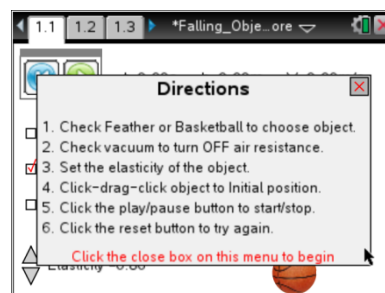 1.1 1.2 1.3 *Falling_Obje...ore
Directions
1. Check Feather or Basketball to choose object.
2. Check vacuum to turn OFF air resistance.
3. Set the elasticity of the object.
4. Click-drag-click object to Initial position.
5. Click the play/pause button to start/stop.
6. Click the reset button to try again.
Click the close box on this menu to begin